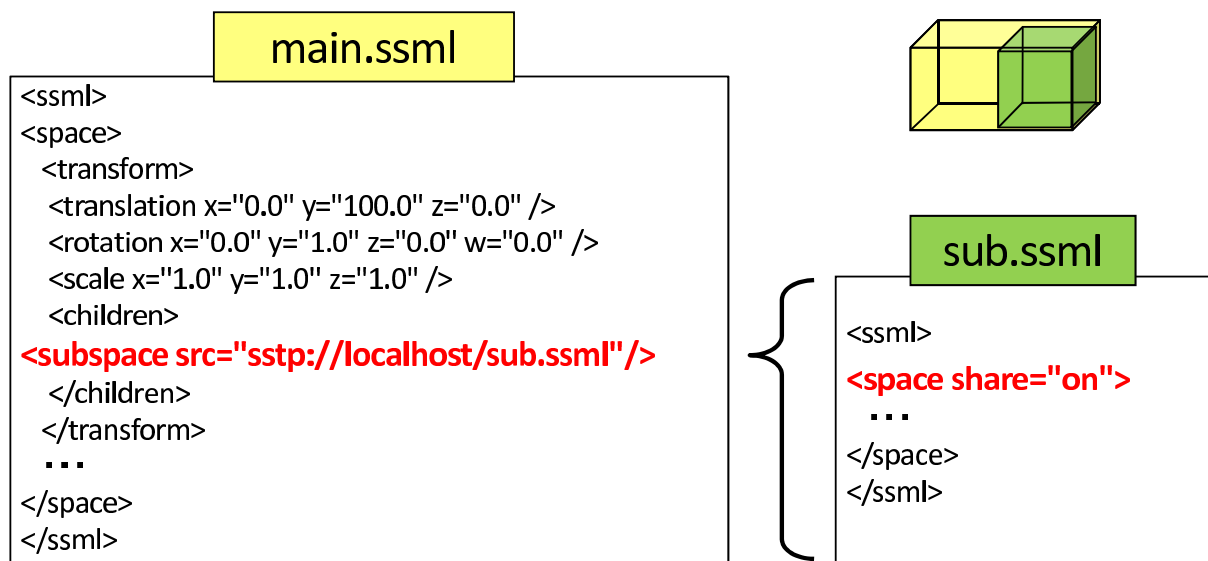 main.ssml
<ssml>
<space>
<transform>
<translation x="0.0" y="100.0" z="0.0" />
<rotation x="0.0" y="1.0" z="0.0" w="0.0" />
<scale x="1.0" y="1.0" z="1.0" />
<children>
<subspace src="sstp://localhost/sub.ssml"/>
</children>
</transform>
...
</space>
</ssml>
sub.ssml
<ssml>
<space share="on">
...
</space>
</ssml>